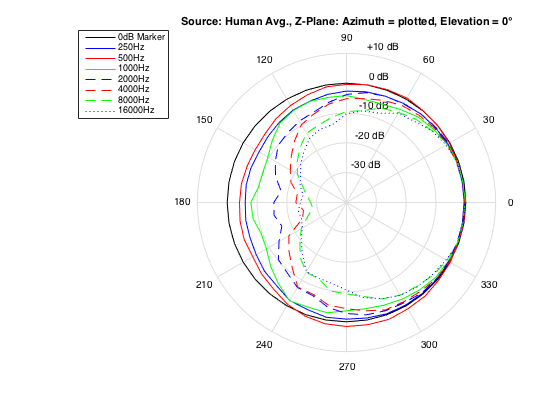 Source: Human Avg., Z-Plane: Azimuth = plotted, Elevation = 0°
0dB Marker
250Hz
500Hz
1000Hz
2000Hz
4000Hz
8000Hz
16000Hz
90
+10 dB
120
60
0 dB
150
-10 dB
30
-20 dB
-30 dB
180
0
210
330
240
300
270